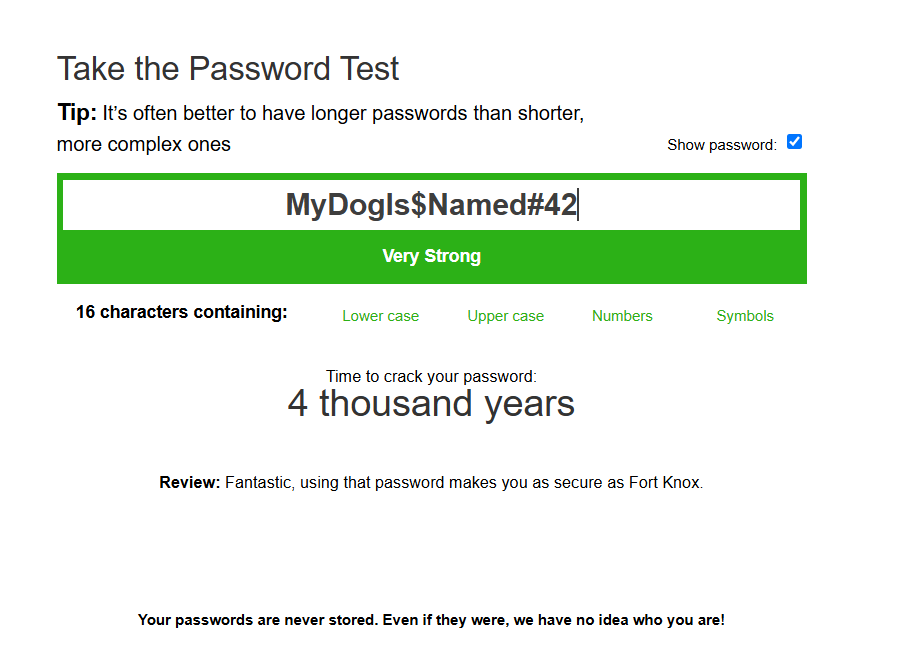 Take the Password Test
Tip: It’s often better to have longer passwords than shorter,
more complex ones
Show password:
MyDogIs$Named#42
Very Strong
16 characters containing:
Lower case
Upper case
Numbers
Symbols
Time to crack your password:
4 thousand years
Review: Fantastic, using that password makes you as secure as Fort Knox.
Your passwords are never stored. Even if they were, we have no idea who you are!